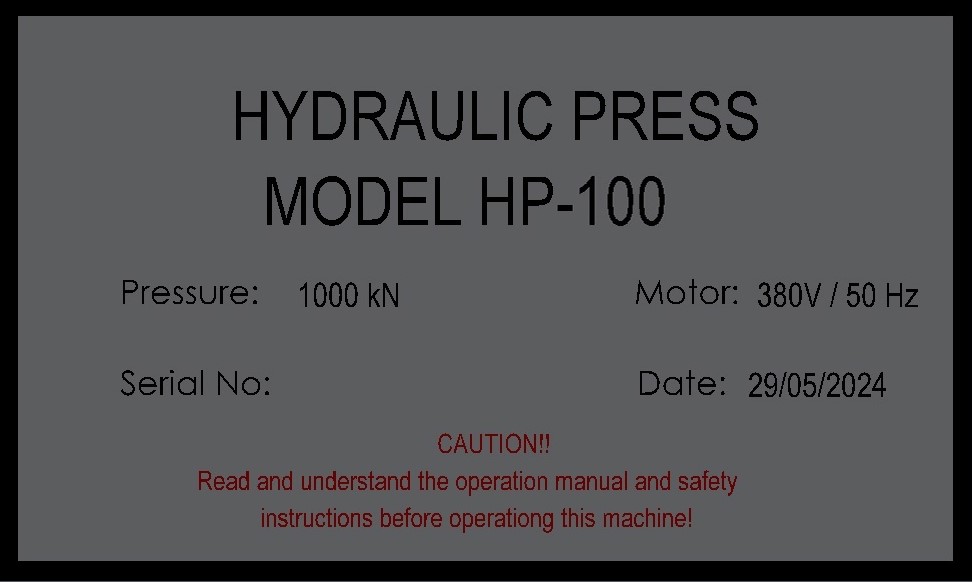 HYDRAULIC PRESS
MODEL HP-100
Pressure: 1000 kN Motor: 380V / 50 Hz
Serial No: Date: 29/05/2024
CAUTION!!
Read and understand the operation manual and safety
instructions before operationg this machine!